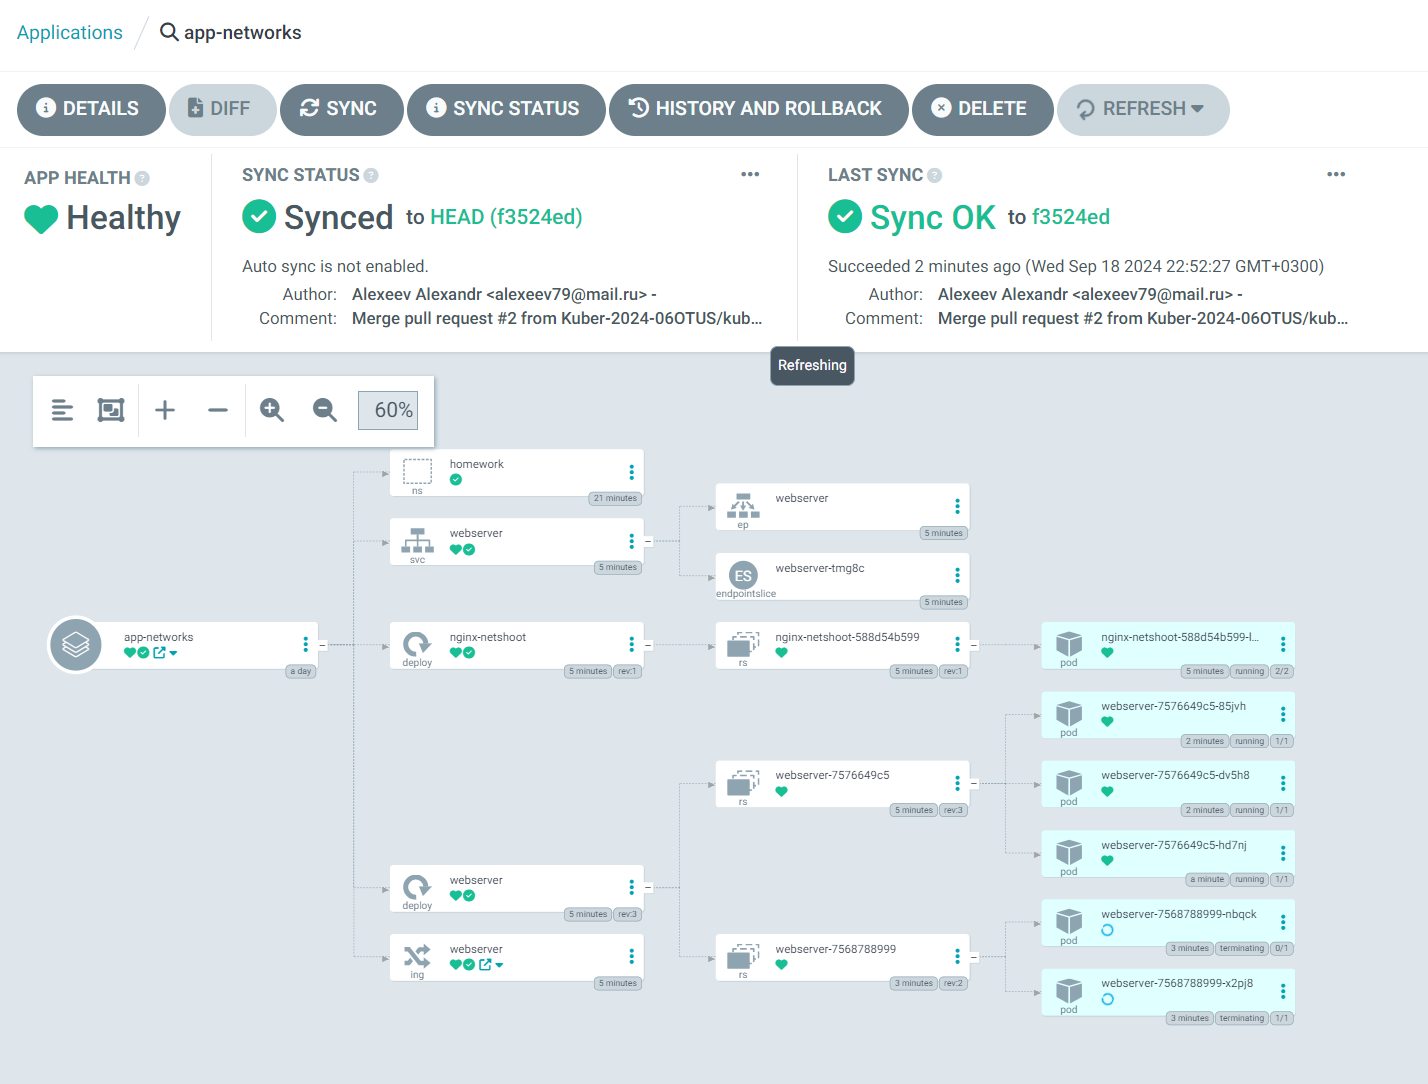 Applications / app-networks
DETAILS DIFF SYNC SYNC STATUS HISTORY AND ROLLBACK DELETE REFRESH
APP HEALTH
Healthy
SYNC STATUS
Synced to HEAD (f3524ed)
Auto sync is not enabled.
Author: Alexeev Alexandr <alexeev79@mail.ru> -
Comment: Merge pull request #2 from Kuber-2024-06OTUS/kub...
LAST SYNC
Sync OK to f3524ed
Succeeded 2 minutes ago (Wed Sep 18 2024 22:52:27 GMT+0300)
Author: Alexeev Alexandr <alexeev79@mail.ru> -
Comment: Merge pull request #2 from Kuber-2024-06OTUS/kub...
Refreshing
60%
app-networks
a day
homework
ns
21 minutes
webserver
svc
5 minutes
webserver
ep
5 minutes
ES
webserver-tmg8c
endpointslice
5 minutes
nginx-netshoot
deploy
5 minutes rev:1
nginx-netshoot-588d54b599
rs
5 minutes rev:1
nginx-netshoot-588d54b599-l...
pod
5 minutes running 2/2
webserver-7576649c5-85jvh
pod
2 minutes running 1/1
webserver-7576649c5
rs
5 minutes rev:3
webserver-7576649c5-dv5h8
pod
2 minutes running 1/1
webserver-7576649c5-hd7nj
pod
a minute running 1/1
webserver
deploy
5 minutes rev:3
webserver-7568788999-nbqck
pod
3 minutes terminating 0/1
webserver
ing
5 minutes
webserver-7568788999
rs
3 minutes rev:2
webserver-7568788999-x2pj8
pod
3 minutes terminating 1/1